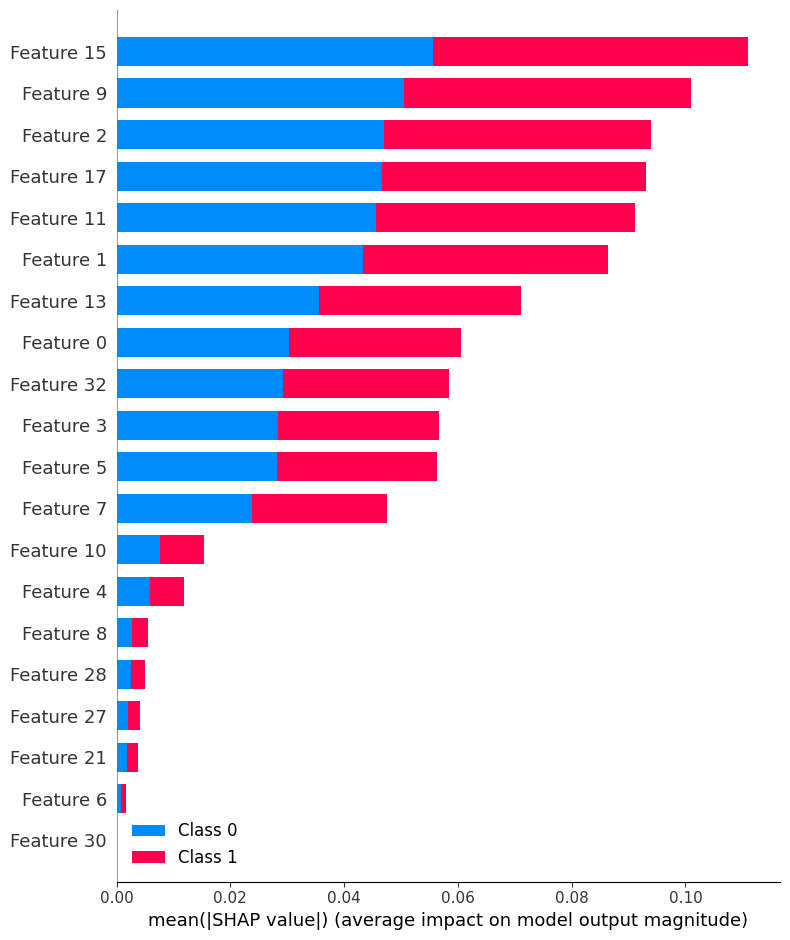 Feature 15
Feature 9
Feature 2
Feature 17
Feature 11
Feature 1
Feature 13
Feature 0
Feature 32
Feature 3
Feature 5
Feature 7
Feature 10
Feature 4
Feature 8
Feature 28
Feature 27
Feature 21
Feature 6
Feature 30
Class 0
Class 1
0.00 0.02 0.04 0.06 0.08 0.10
mean(|SHAP value|) (average impact on model output magnitude)